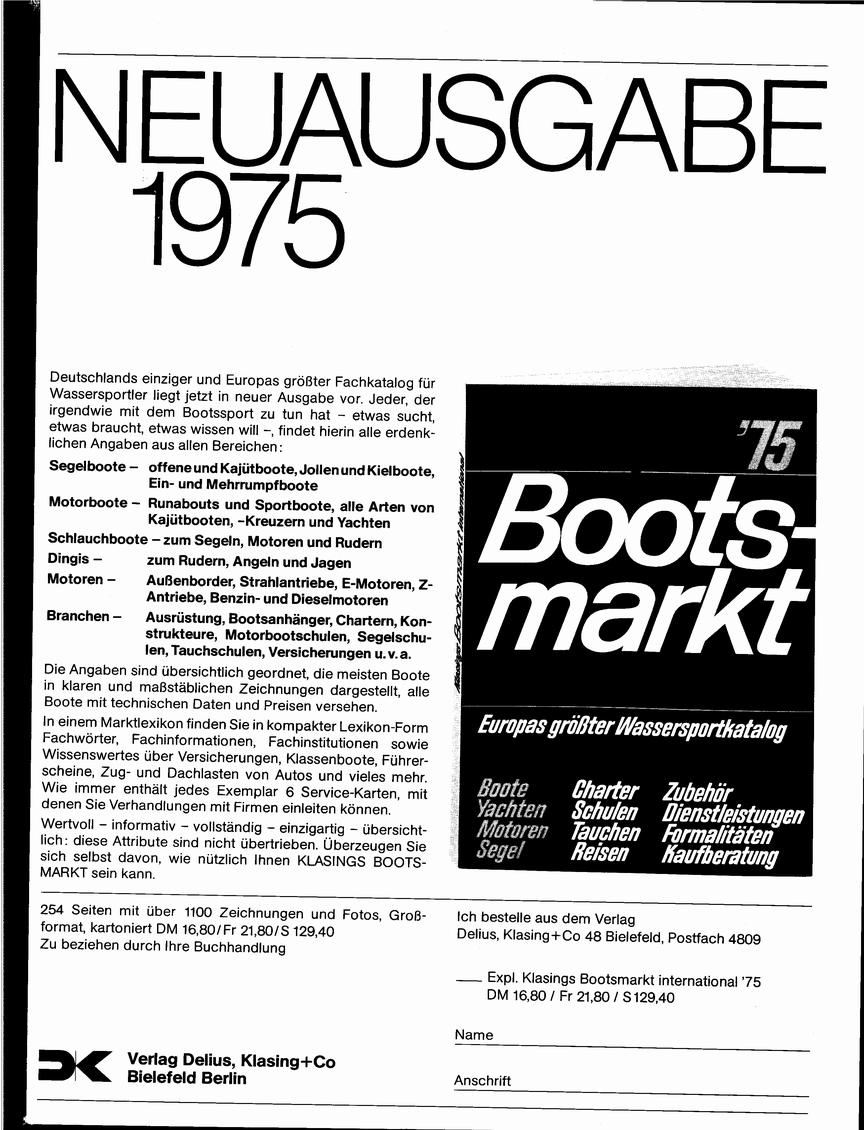 NEUAUSGABE
1975
Deutschlands einziger und Europas größter Fachkatalog für
Wassersportler liegt jetzt in neuer Ausgabe vor. Jeder, der
irgendwie mit dem Bootssport zu tun hat – etwas sucht,
etwas braucht, etwas wissen will –, findet hierin alle erdenk-
lichen Angaben aus allen Bereichen:
Segelboote – offene und Kajütboote, Jollen und Kielboote,
Ein- und Mehrrumpfboote
Motorboote – Runabouts und Sportboote, alle Arten von
Kajütbooten, -Kreuzern und Yachten
Schlauchboote – zum Segeln, Motoren und Rudern
Dingis – zum Rudern, Angeln und Jagen
Motoren – Außenborder, Strahlantriebe, E-Motoren, Z-
Antriebe, Benzin- und Dieselmotoren
Branchen – Ausrüstung, Bootsanhänger, Chartern, Kon-
strukteure, Motorbootschulen, Segelschu-
len, Tauchschulen, Versicherungen u.v.a.
Die Angaben sind übersichtlich geordnet, die meisten Boote
in klaren und maßstäblichen Zeichnungen dargestellt, alle
Boote mit technischen Daten und Preisen versehen.
In einem Marktlexikon finden Sie in kompakter Lexikon-Form
Fachwörter, Fachinformationen, Fachinstitutionen sowie
Wissenswertes über Versicherungen, Klassenboote, Führer-
scheine, Zug- und Dachlasten von Autos und vieles mehr.
Wie immer enthält jedes Exemplar 6 Service-Karten, mit
denen Sie Verhandlungen mit Firmen einleiten können.
Wertvoll – informativ – vollständig – einzigartig – übersicht-
lich: diese Attribute sind nicht übertrieben. Überzeugen Sie
sich selbst davon, wie nützlich Ihnen KLASINGS BOOTS-
MARKT sein kann.
'75
Boots-
markt
Klasings Bootsmarkt international
Europas größter Wassersportkatalog
Boote Charter Zubehör
Yachten Schulen Dienstleistungen
Motoren Tauchen Formalitäten
Segel Reisen Kaufberatung
254 Seiten mit über 1100 Zeichnungen und Fotos, Groß-
format, kartoniert DM 16,80/Fr 21,80/S 129,40
Zu beziehen durch Ihre Buchhandlung
DK Verlag Delius, Klasing+Co
Bielefeld Berlin
Ich bestelle aus dem Verlag
Delius, Klasing+Co 48 Bielefeld, Postfach 4809
Expl. Klasings Bootsmarkt international '75
DM 16,80 / Fr 21,80 / S 129,40
Name
Anschrift